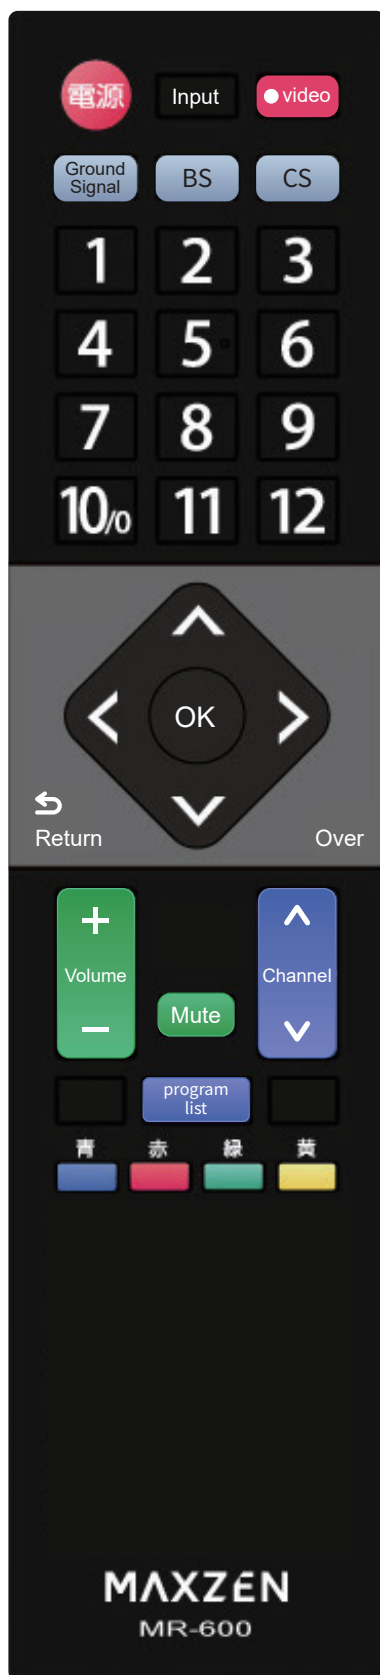 電源
Input
video
Ground
Signal
BS
CS
1
2
3
4
5
6
7
8
9
10/0
11
12
OK
Return
Over
+
Volume
−
Mute
Channel
program
list
青
赤
緑
黄
MAXZEN
MR-600